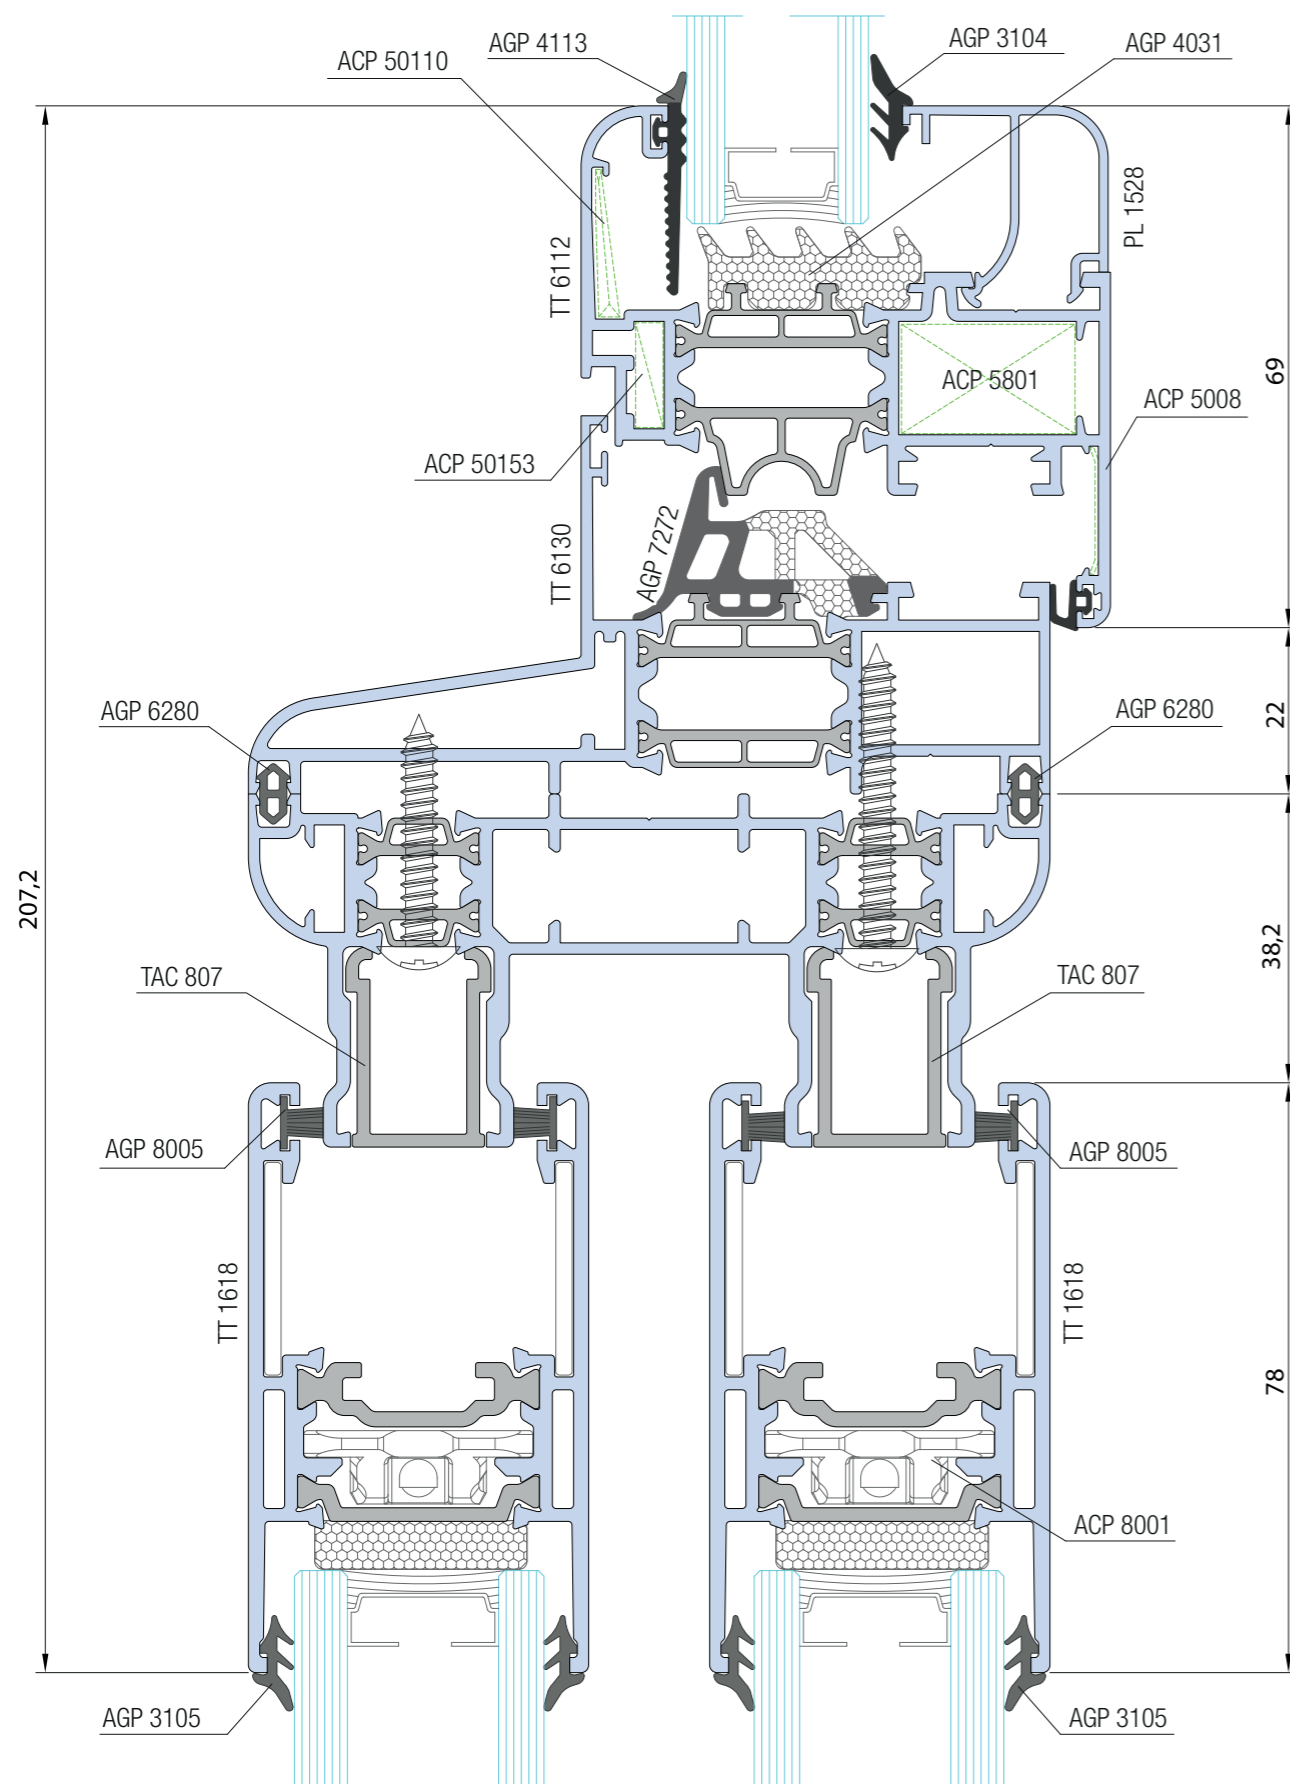 AGP 4113
AGP 3104
AGP 4031
ACP 50110
PL 1528
TT 6112
69
ACP 5801
ACP 5008
ACP 50153
AGP 7272
TT 6130
AGP 6280
AGP 6280
22
207,2
38,2
TAC 807
TAC 807
AGP 8005
AGP 8005
TT 1618
TT 1618
78
ACP 8001
AGP 3105
AGP 3105